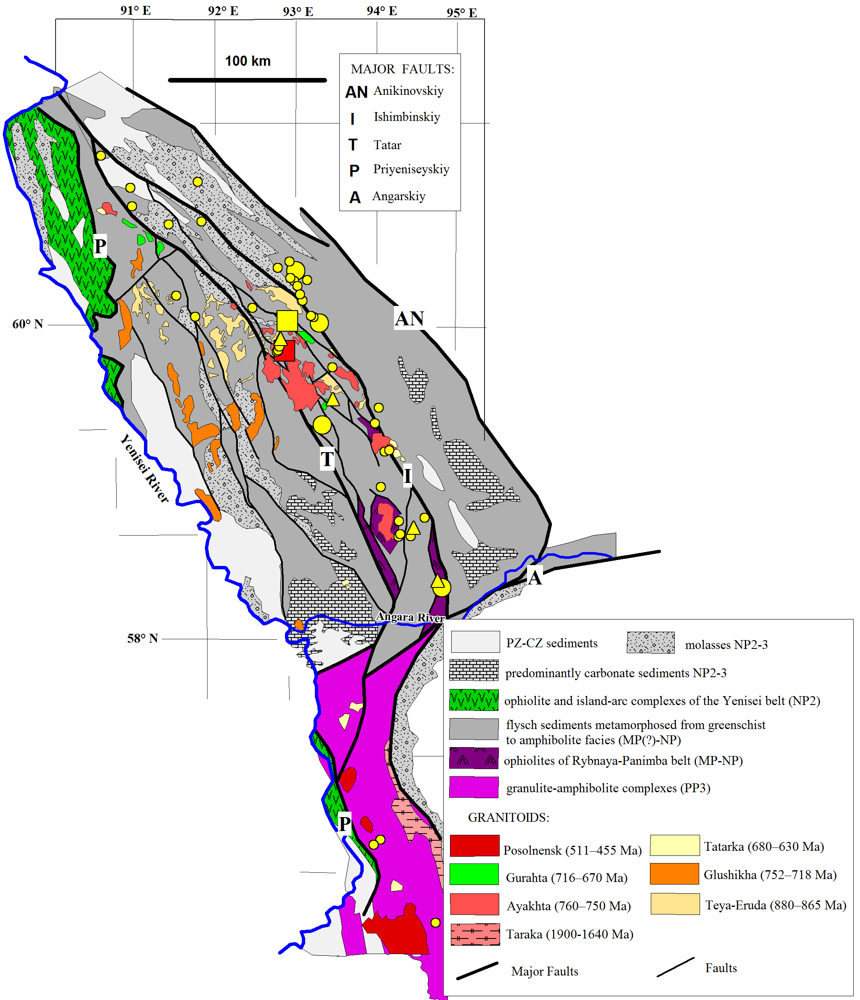 91° E
92° E
93° E
94° E
95° E
100 km
MAJOR FAULTS:
AN Anikinovskiy
I Ishimbinskiy
T Tatar
P Priyeniseyskiy
A Angarskiy
P
AN
60° N
T
I
Yenisei River
A
Angara River
58° N
P
PZ-CZ sediments
molasses NP2-3
predominantly carbonate sediments NP2-3
ophiolite and island-arc complexes of the Yenisei belt (NP2)
flysch sediments metamorphosed from greenschist
to amphibolite facies (MP(?)-NP)
ophiolites of Rybnaya-Panimba belt (MP-NP)
granulite-amphibolite complexes (PP3)
GRANITOIDS:
Posolnensk (511–455 Ma)
Tatarka (680–630 Ma)
Gurahta (716–670 Ma)
Glushikha (752–718 Ma)
Ayakhta (760–750 Ma)
Teya-Eruda (880–865 Ma)
Taraka (1900-1640 Ma)
Major Faults
Faults